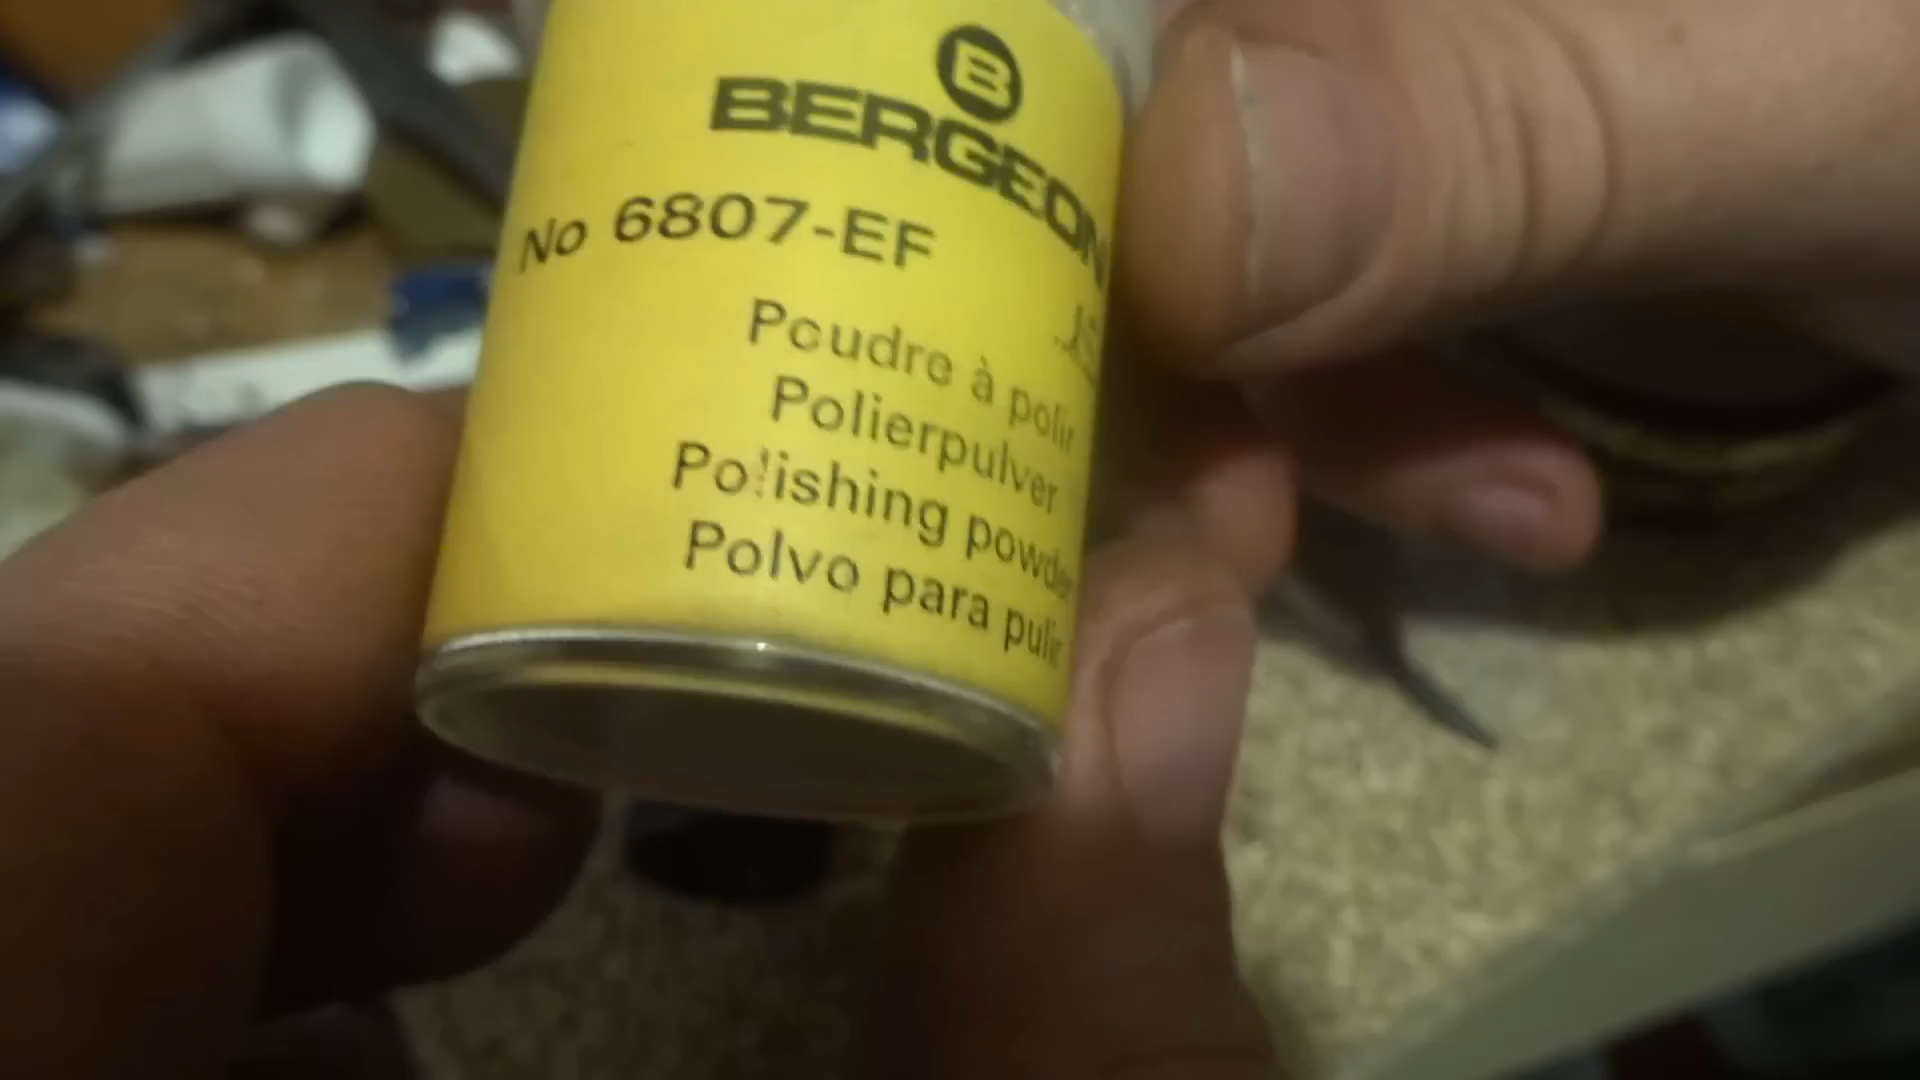 B
BERGEON
No 6807-EF
Poudre à polir
Polierpulver
Polishing powder
Polvo para pulir